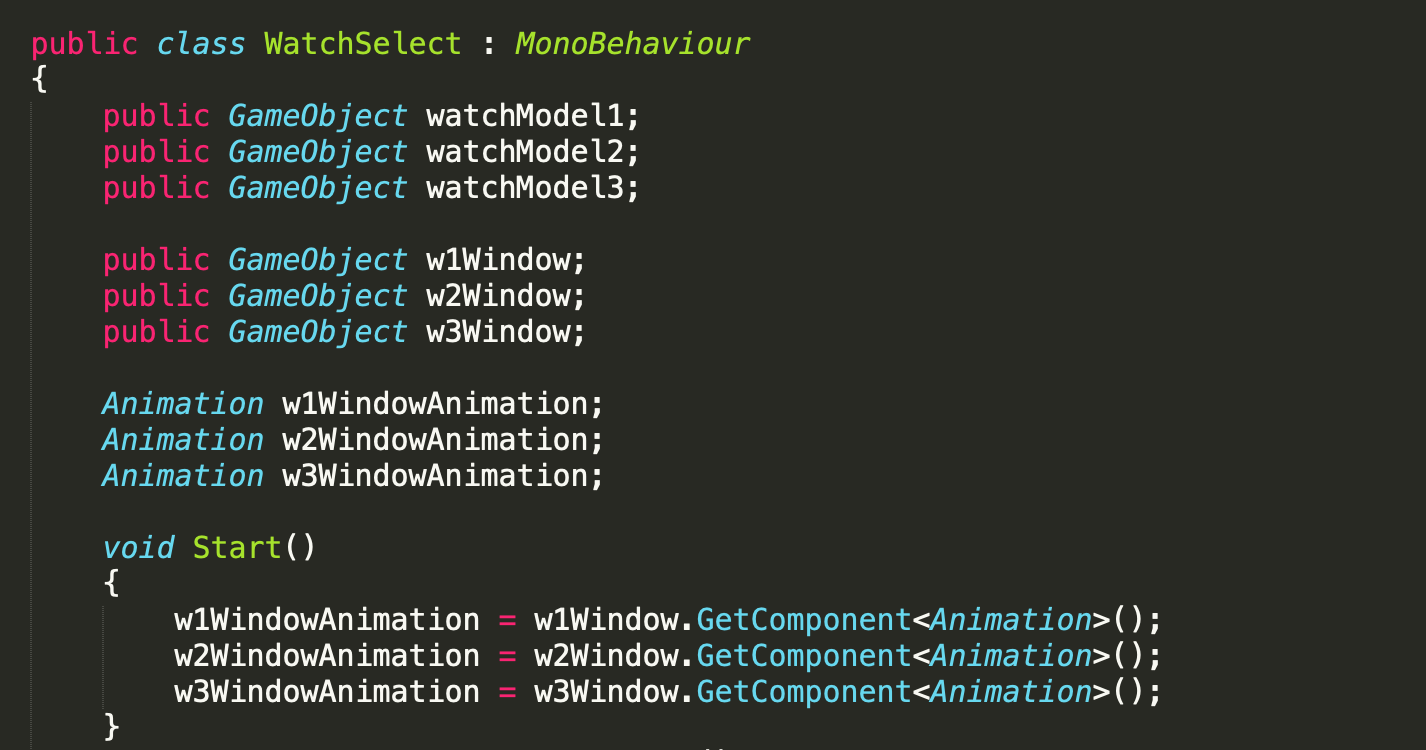 public class WatchSelect : MonoBehaviour
{
    public GameObject watchModel1;
    public GameObject watchModel2;
    public GameObject watchModel3;

    public GameObject w1Window;
    public GameObject w2Window;
    public GameObject w3Window;

    Animation w1WindowAnimation;
    Animation w2WindowAnimation;
    Animation w3WindowAnimation;

    void Start()
    {
        w1WindowAnimation = w1Window.GetComponent<Animation>();
        w2WindowAnimation = w2Window.GetComponent<Animation>();
        w3WindowAnimation = w3Window.GetComponent<Animation>();
    }